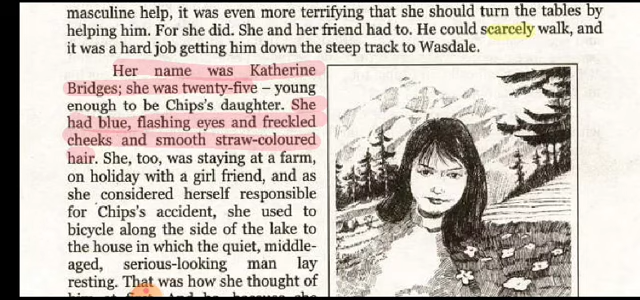 masculine help, it was even more terrifying that she should turn the tables by
helping him. For she did. She and her friend had to. He could scarcely walk, and
it was a hard job getting him down the steep track to Wasdale.
Her name was Katherine
Bridges; she was twenty-five – young
enough to be Chips's daughter. She
had blue, flashing eyes and freckled
cheeks and smooth straw-coloured
hair. She, too, was staying at a farm,
on holiday with a girl friend, and as
she considered herself responsible
for Chips's accident, she used to
bicycle along the side of the lake to
the house in which the quiet, middle-
aged, serious-looking man lay
resting. That was how she thought of